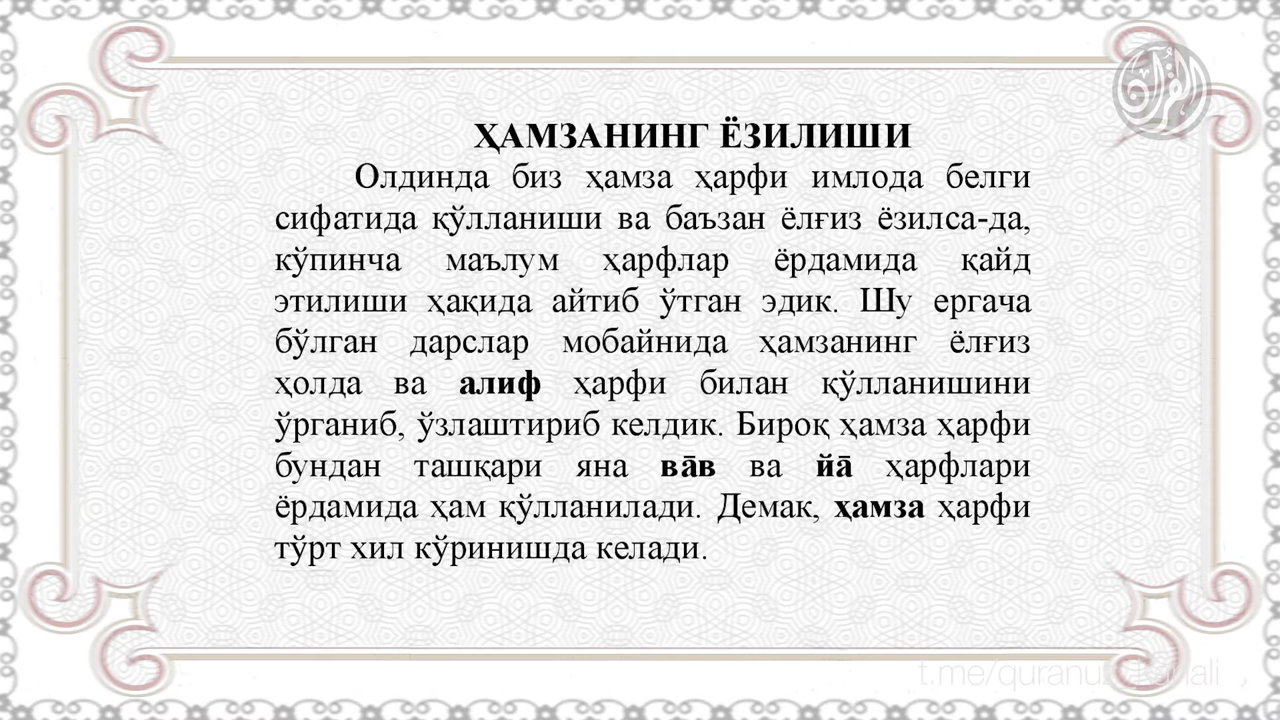 القرآن
ҲАМЗАНИНГ ЁЗИЛИШИ
Олдинда биз ҳамза ҳарфи имлода белги
сифатида қўлланиши ва баъзан ёлғиз ёзилса-да,
кўпинча маълум ҳарфлар ёрдамида қайд
этилиши ҳақида айтиб ўтган эдик. Шу ергача
бўлган дарслар мобайнида ҳамзанинг ёлғиз
ҳолда ва алиф ҳарфи билан қўлланишини
ўрганиб, ўзлаштириб келдик. Бироқ ҳамза ҳарфи
бундан ташқари яна ва̄в ва йа̄ ҳарфлари
ёрдамида ҳам қўлланилади. Демак, ҳамза ҳарфи
тўрт хил кўринишда келади.